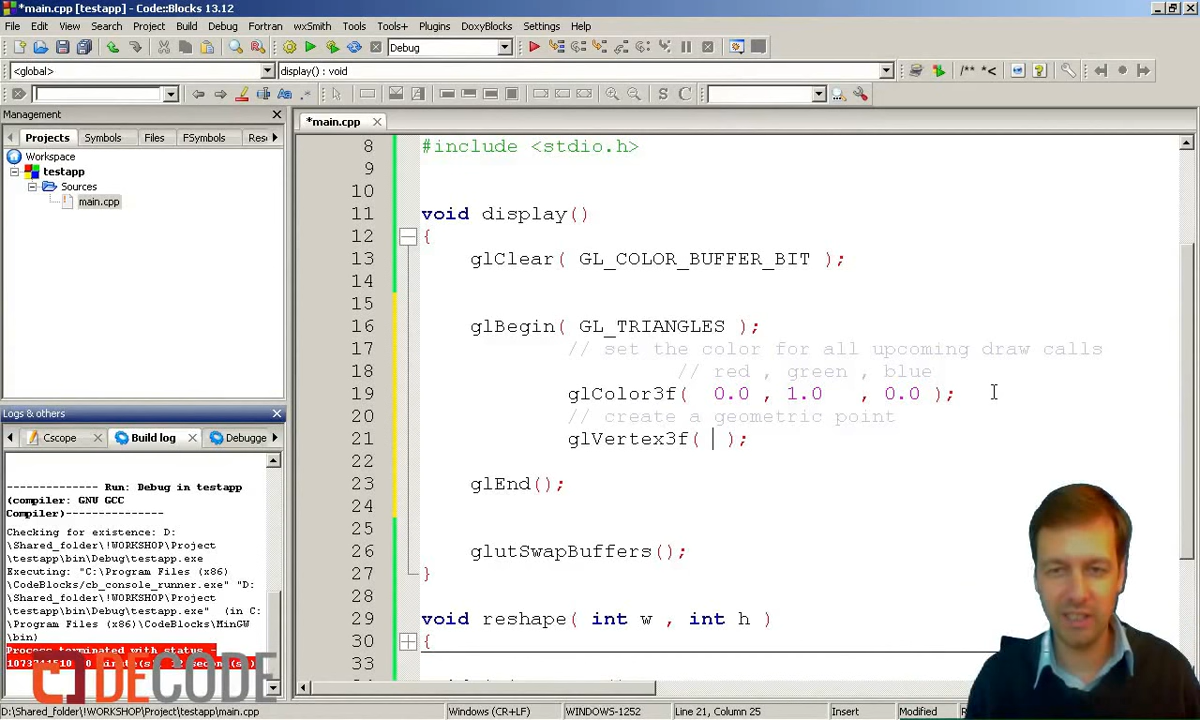 *main.cpp [testapp] - Code::Blocks 13.12
File Edit View Search Project Build Debug Fortran wxSmith Tools Tools+ Plugins DoxyBlocks Settings Help
Debug
<global> display() : void
/** *<
S C
Management
Projects Symbols Files FSymbols
Workspace
testapp
Sources
main.cpp
*main.cpp
8 #include <stdio.h>
9
10
11 void display()
12 {
13 glClear( GL_COLOR_BUFFER_BIT );
14
15
16 glBegin( GL_TRIANGLES );
17 // set the color for all upcoming draw calls
18 // red , green , blue
19 glColor3f( 0.0 , 1.0 , 0.0 );
20 // create a geometric point
21 glVertex3f( );
22
23 glEnd();
24
25
26 glutSwapBuffers();
27 }
28
29 void reshape( int w , int h )
30 {
33
Logs & others
Cscope Build log Debugge
-------------- Run: Debug in testapp
(compiler: GNU GCC
Compiler)---------------
Checking for existence: D:
\Shared_folder\!WORKSHOP\Project
\testapp\bin\Debug\testapp.exe
Executing: "C:\Program Files (x86)
\CodeBlocks/cb_console_runner.exe" "D:
\Shared_folder\!WORKSHOP\Project
\testapp\bin\Debug\testapp.exe" (in C:
\Program Files (x86)\CodeBlocks\MinGW
\bin)
Process terminated with status -
DECODE
D:\Shared_folder\!WORKSHOP\Project\testapp\main.cpp Windows (CR+LF) WINDOWS-1252 Line 21, Column 25 Insert Modified